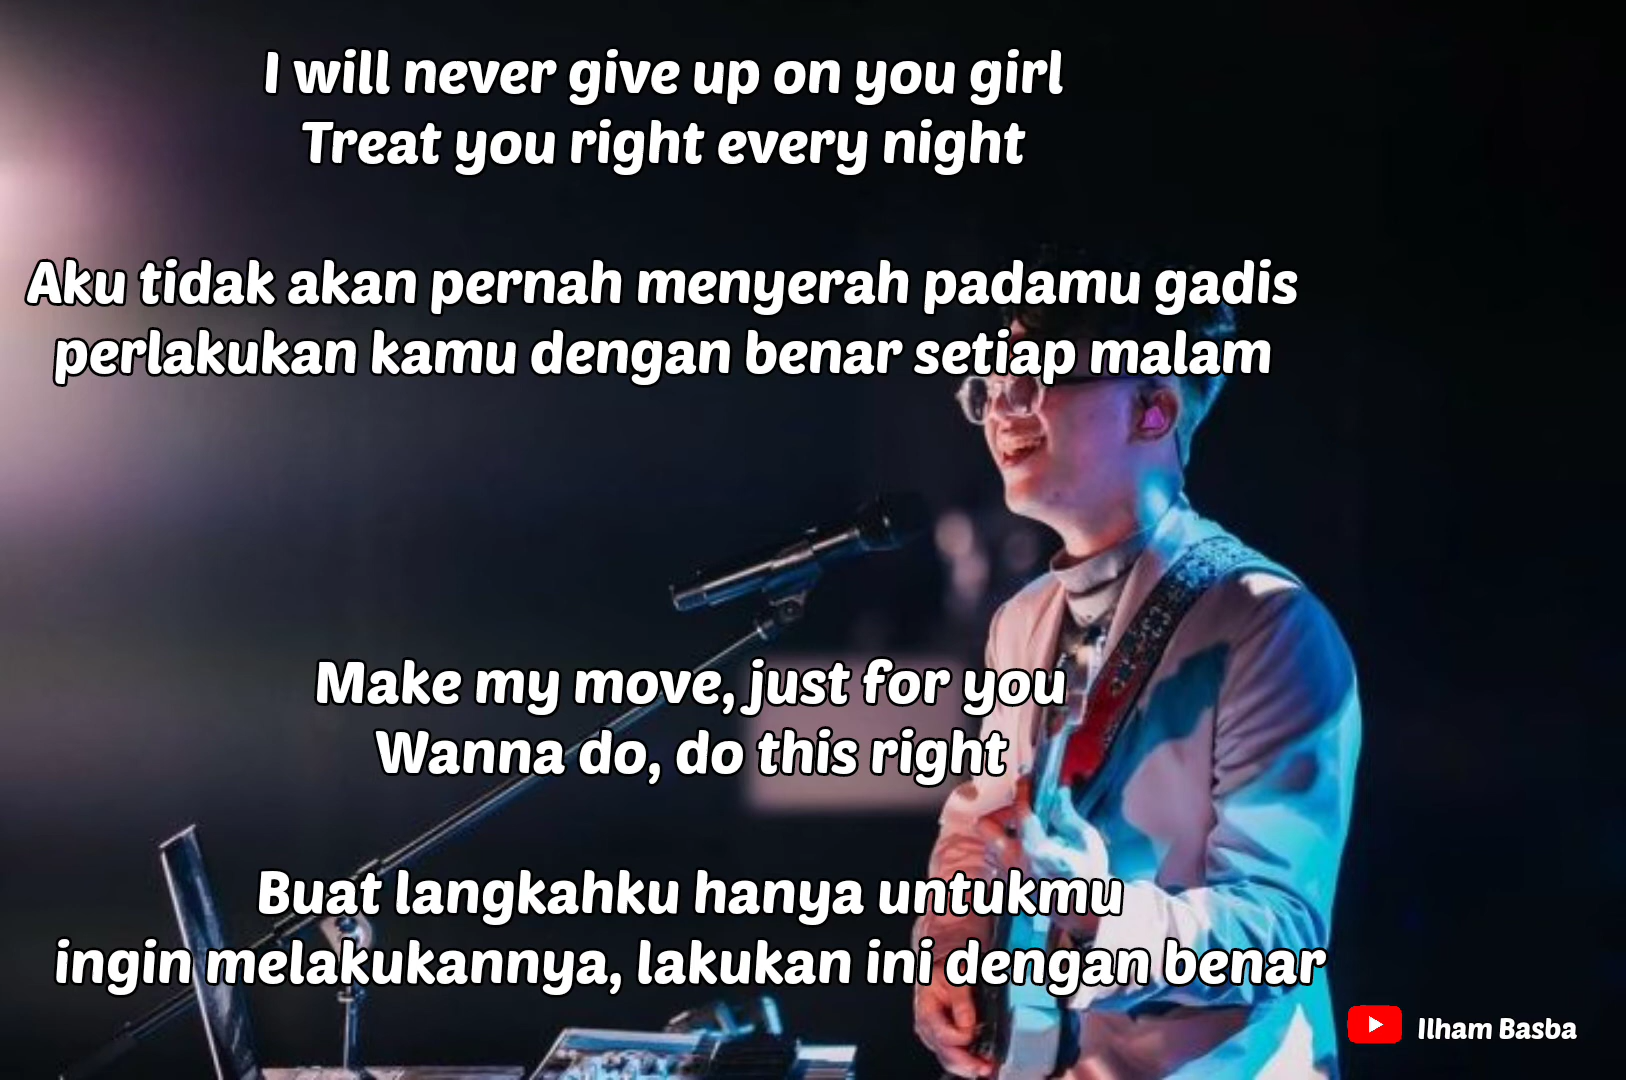 I will never give up on you girl
Treat you right every night
Aku tidak akan pernah menyerah padamu gadis
perlakukan kamu dengan benar setiap malam
Make my move, just for you
Wanna do, do this right
Buat langkahku hanya untukmu
ingin melakukannya, lakukan ini dengan benar
Ilham Basba